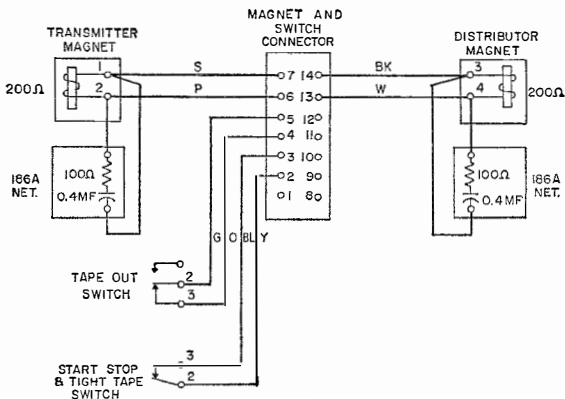 MAGNET AND
SWITCH
CONNECTOR
TRANSMITTER
MAGNET
DISTRIBUTOR
MAGNET
1 S 7 14 BK 3
200Ω 2 P 6 13 W 4 200Ω
5 12
4 11
3 10
2 9
1 8
186A
NET.
100Ω
0.4MF
100Ω
0.4MF
186A
NET.
G O BL Y
TAPE OUT
SWITCH
2
3
START STOP
& TIGHT TAPE
SWITCH
3
2